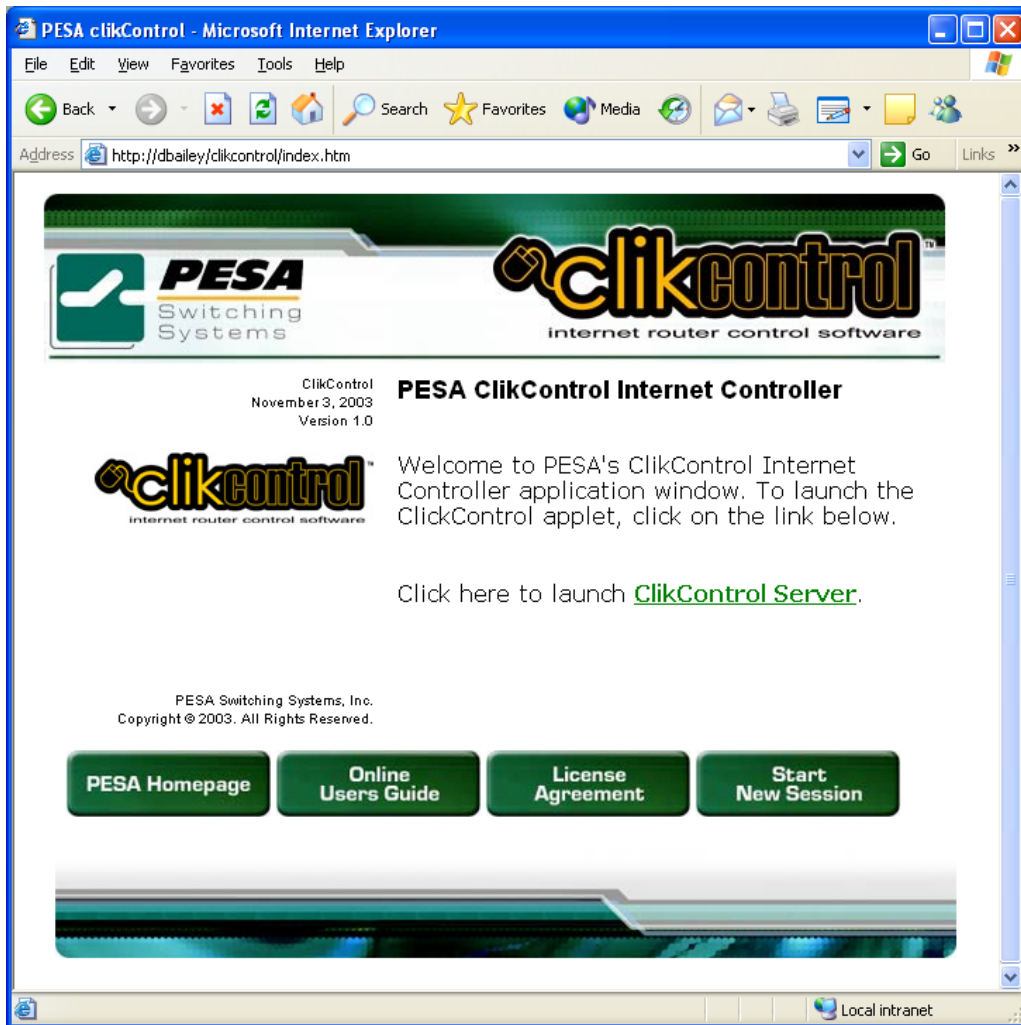 PESA clikControl - Microsoft Internet Explorer
File Edit View Favorites Tools Help
Back Search Favorites Media
Address http://dbailey/clikcontrol/index.htm Go Links »
PESA
Switching
Systems
clikcontrol™
internet router control software
ClikControl
November 3, 2003
Version 1.0
clikcontrol™
internet router control software
PESA ClikControl Internet Controller
Welcome to PESA's ClikControl Internet
Controller application window. To launch the
ClickControl applet, click on the link below.
Click here to launch ClikControl Server.
PESA Switching Systems, Inc.
Copyright © 2003. All Rights Reserved.
PESA Homepage
Online
Users Guide
License
Agreement
Start
New Session
Local intranet